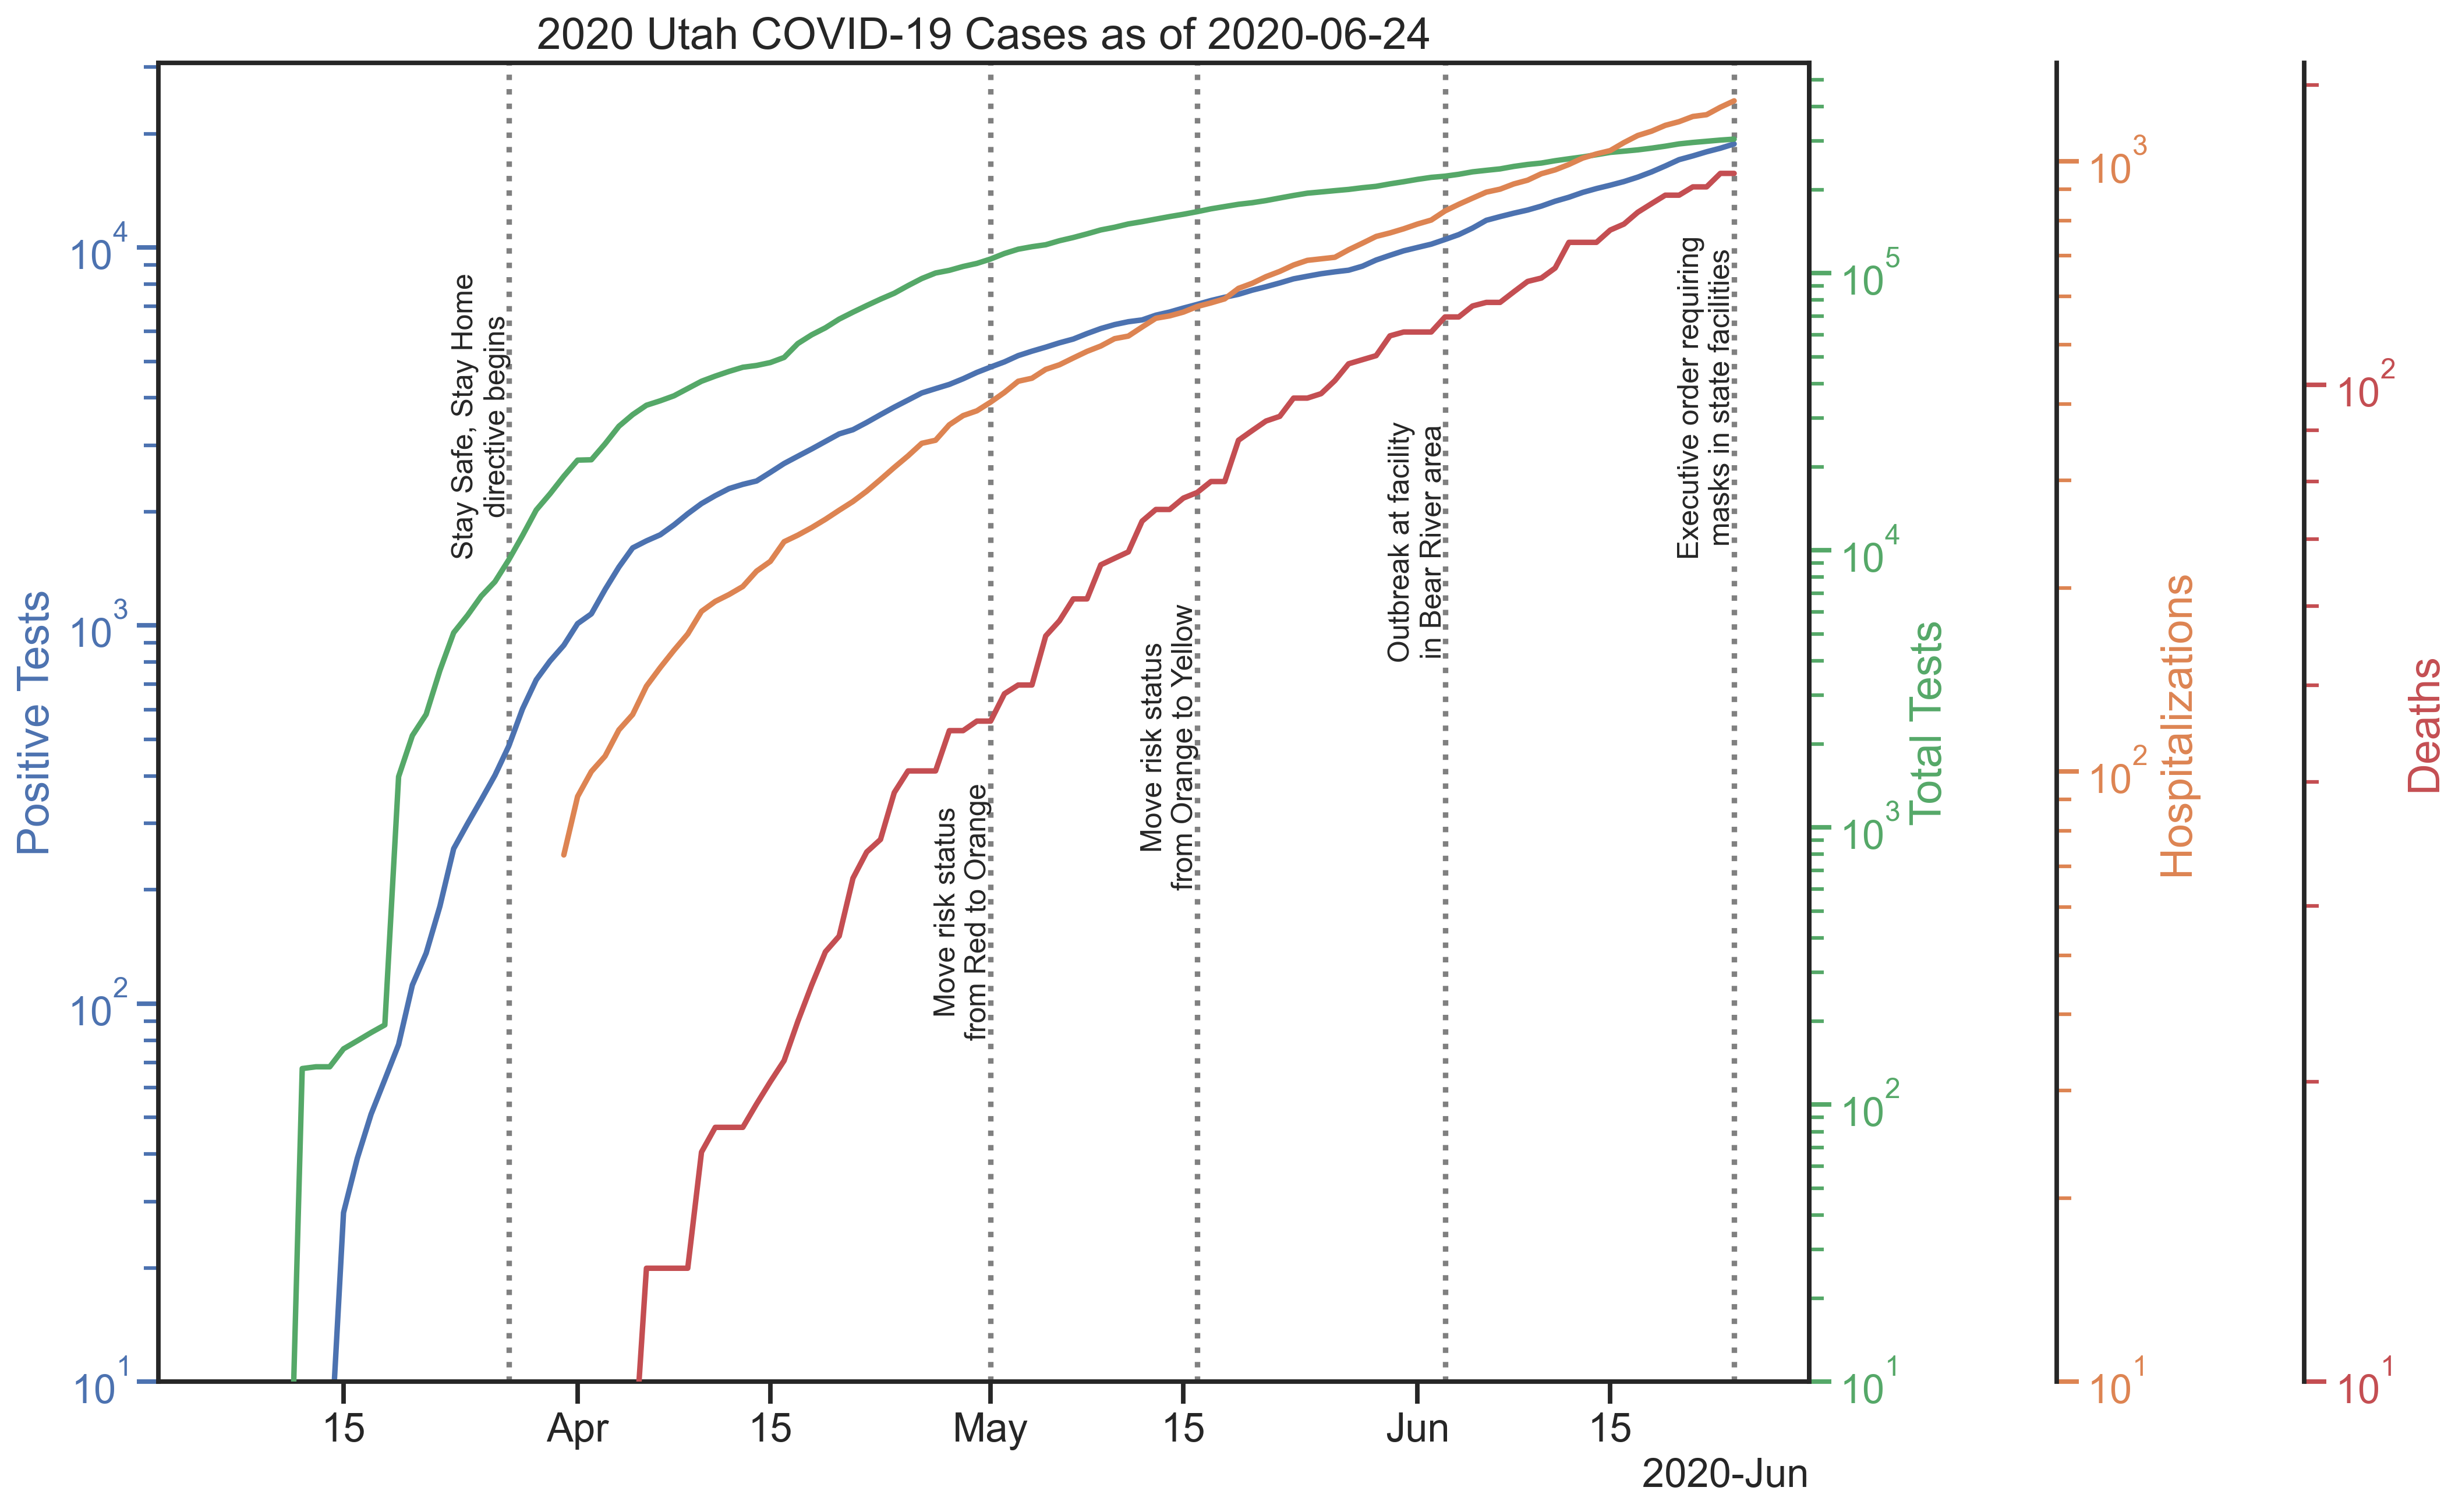 2020 Utah COVID-19 Cases as of 2020-06-24
Positive Tests
10^4
10^3
10^2
10^1
Stay Safe, Stay Home
directive begins
Move risk status
from Red to Orange
Move risk status
from Orange to Yellow
Outbreak at facility
in Bear River area
Executive order requiring
masks in state facilities
10^5
10^4
10^3
10^2
10^1
Total Tests
10^3
10^2
10^1
Hospitalizations
10^2
10^1
Deaths
15
Apr
15
May
15
Jun
15
2020-Jun